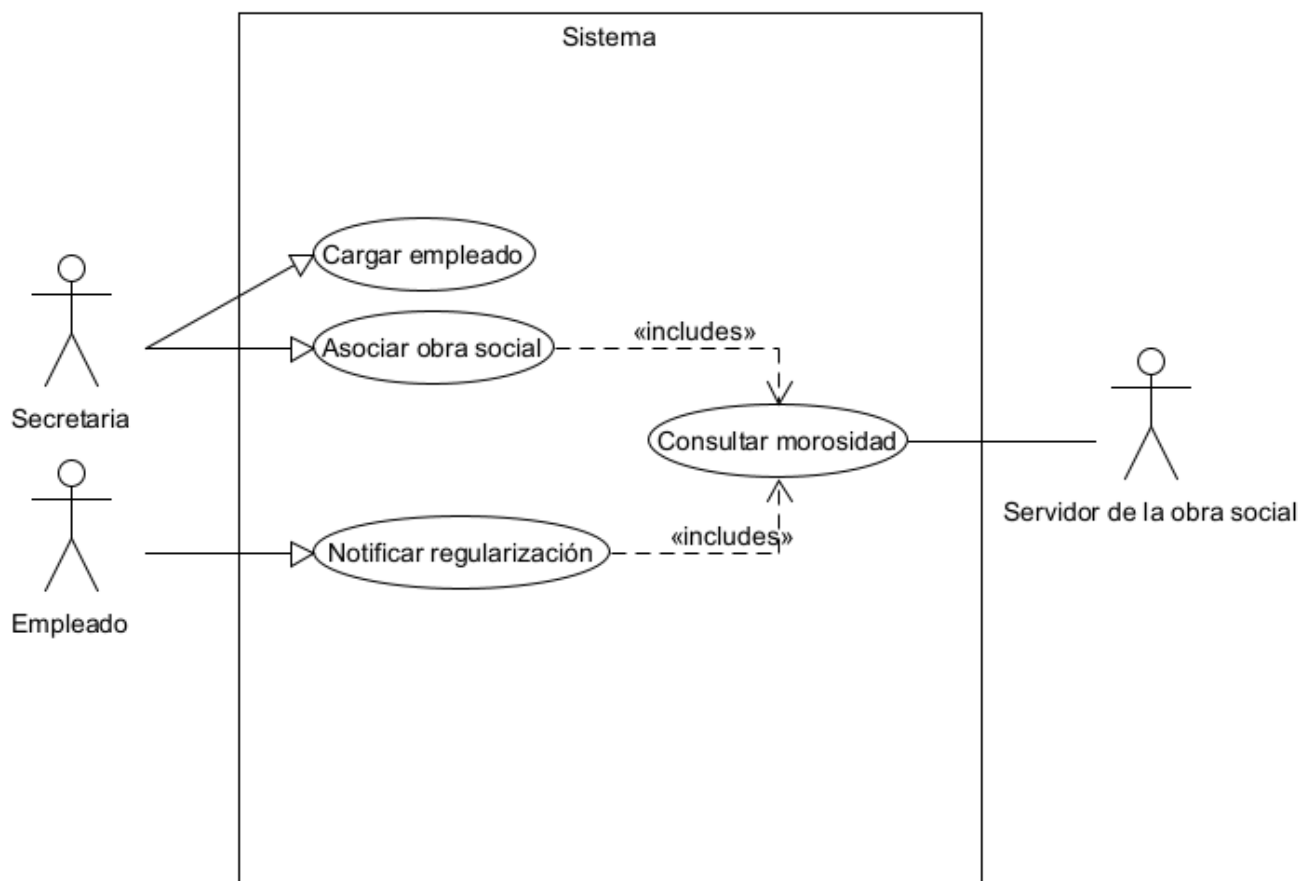 Sistema
Cargar empleado
Asociar obra social
«includes»
Secretaria
Consultar morosidad
Servidor de la obra social
«includes»
Notificar regularización
Empleado